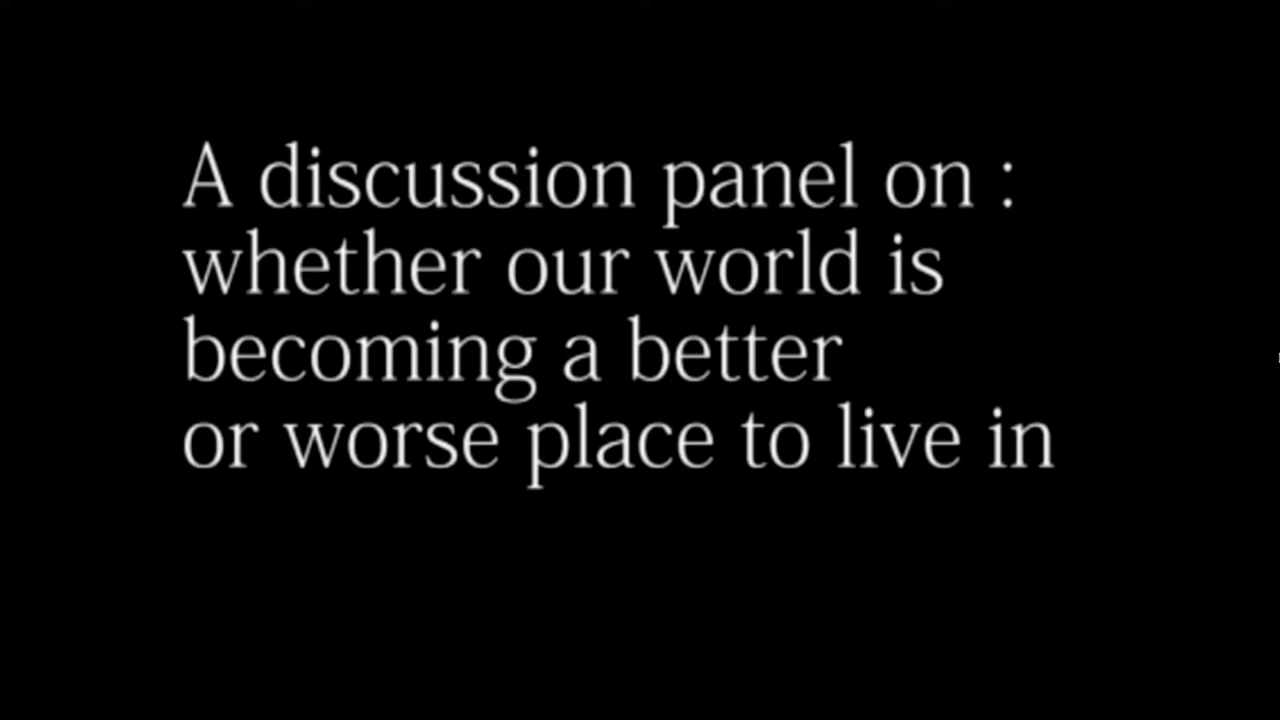 A discussion panel on :
whether our world is
becoming a better
or worse place to live in